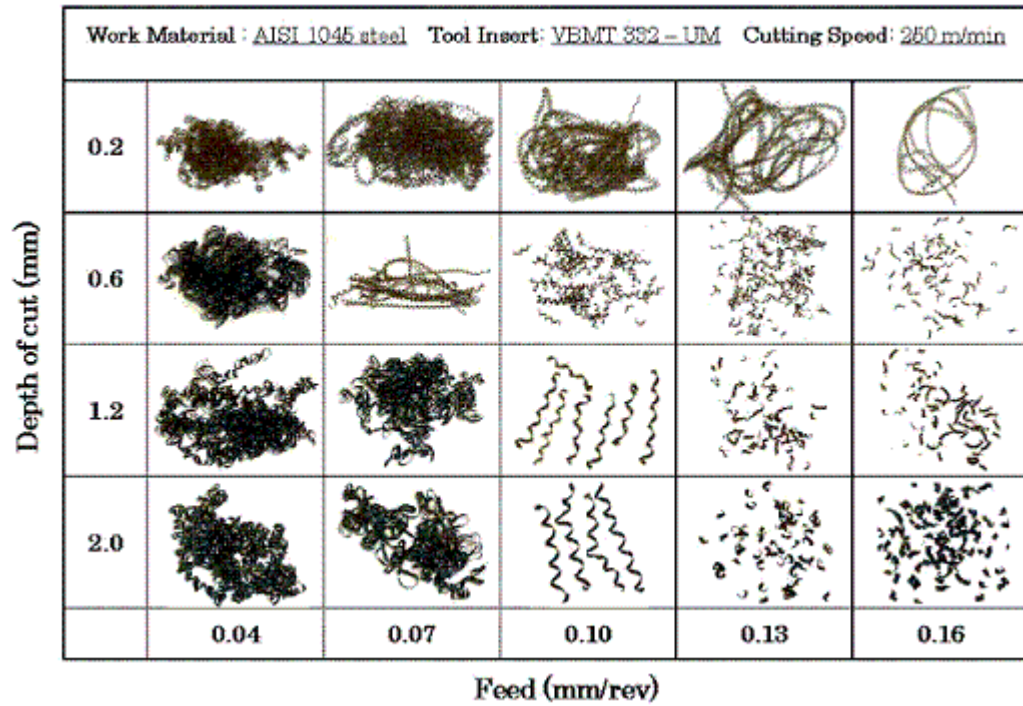 Work Material : AISI 1045 steel Tool Insert: VBMT 332 – UM Cutting Speed: 250 m/min
Depth of cut (mm)
0.2
0.6
1.2
2.0
0.04 0.07 0.10 0.13 0.16
Feed (mm/rev)